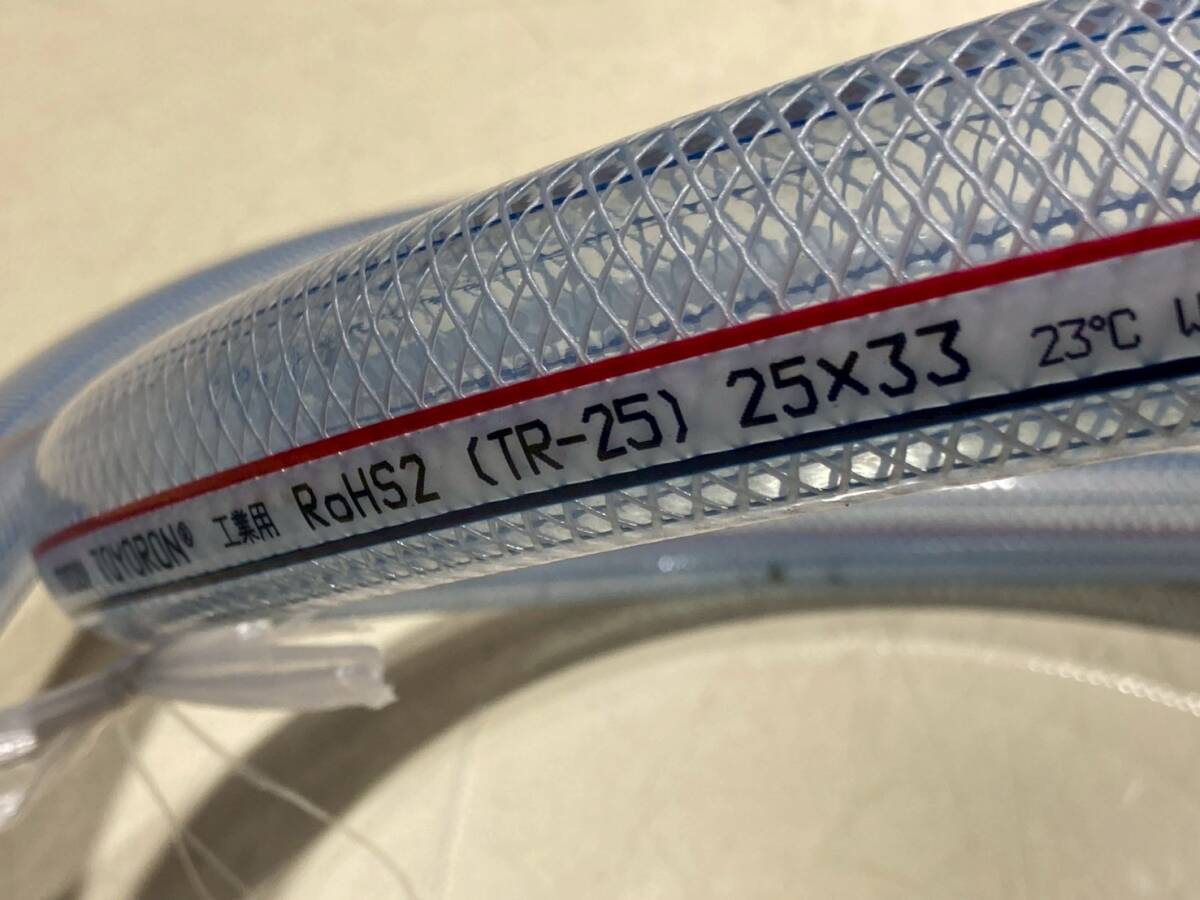 TOYORON® 工業用 RoHS2 (TR-25) 25×33 23℃ W